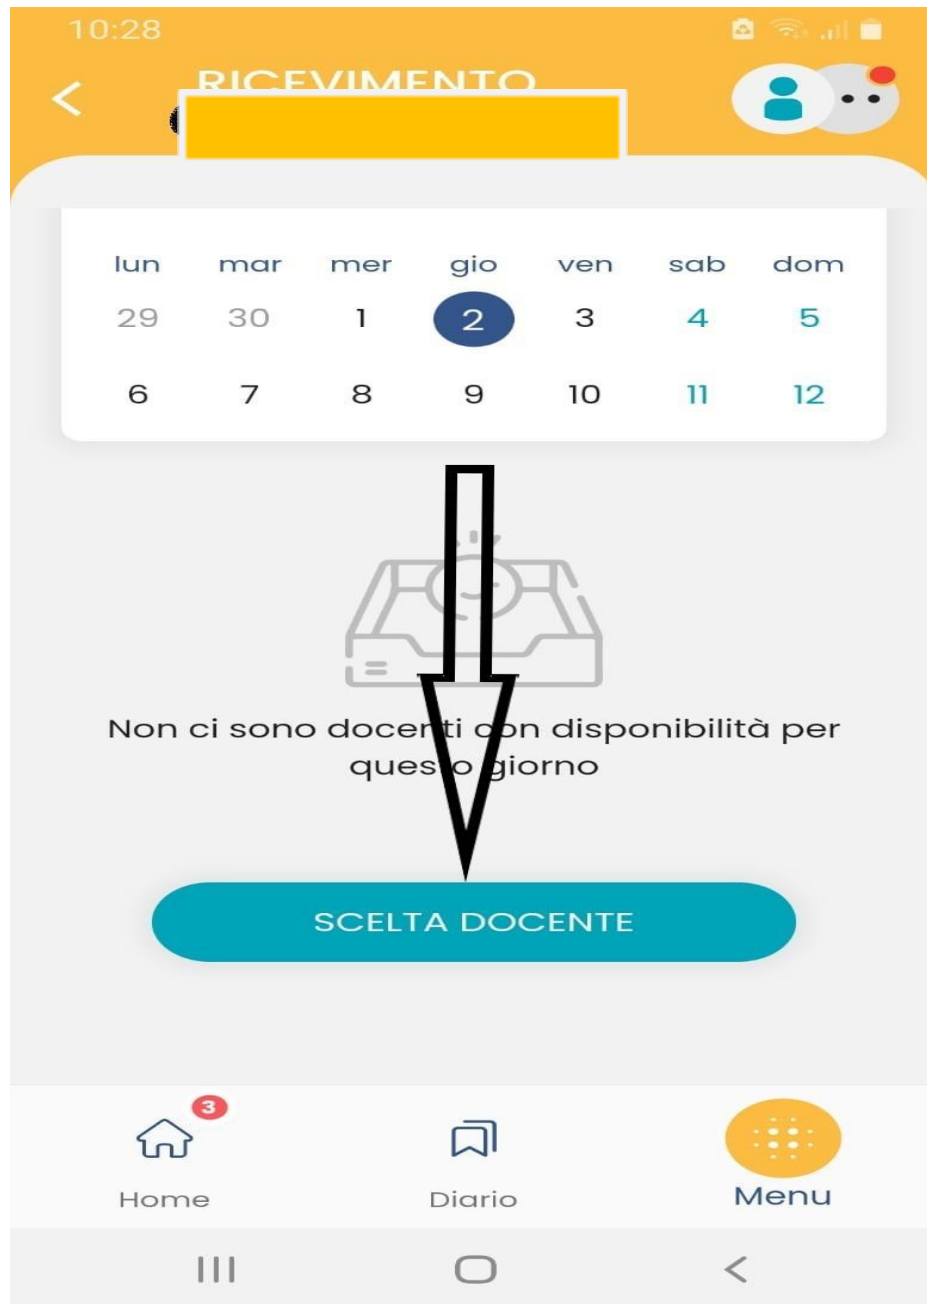 10:28
RICEVIMENTO
lun mar mer gio ven sab dom
29 30 1 2 3 4 5
6 7 8 9 10 11 12
Non ci sono docenti con disponibilità per
questo giorno
SCELTA DOCENTE
3
Home Diario Menu